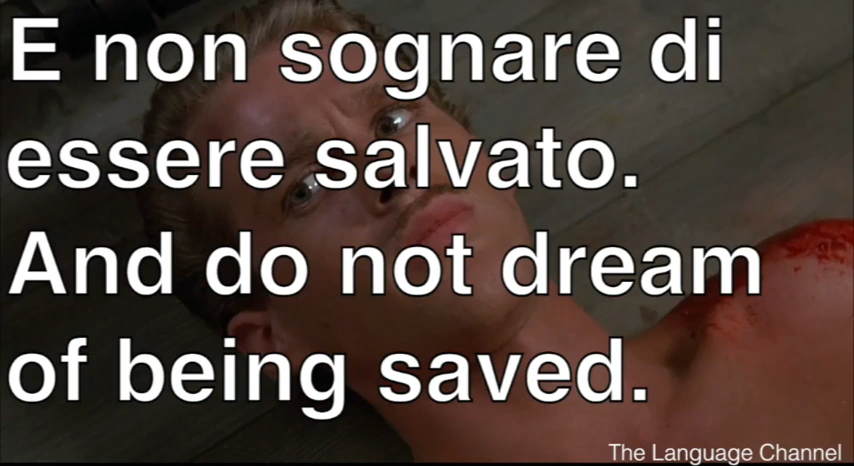 E non sognare di
essere salvato.
And do not dream
of being saved.
The Language Channel